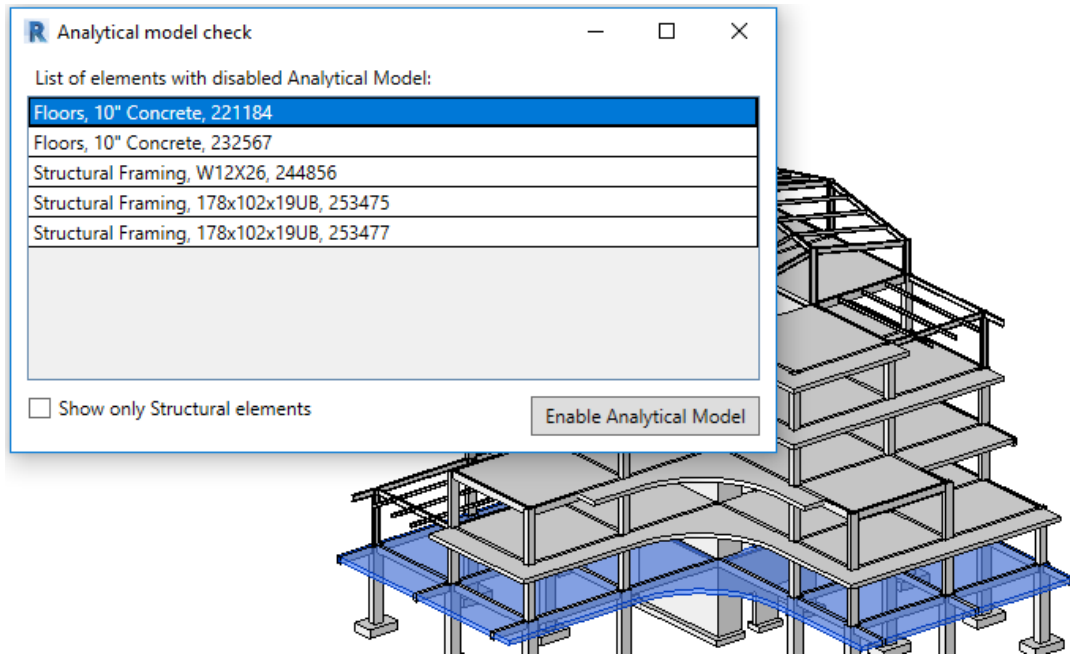 Analytical model check
List of elements with disabled Analytical Model:
Floors, 10" Concrete, 221184
Floors, 10" Concrete, 232567
Structural Framing, W12X26, 244856
Structural Framing, 178x102x19UB, 253475
Structural Framing, 178x102x19UB, 253477
Show only Structural elements
Enable Analytical Model